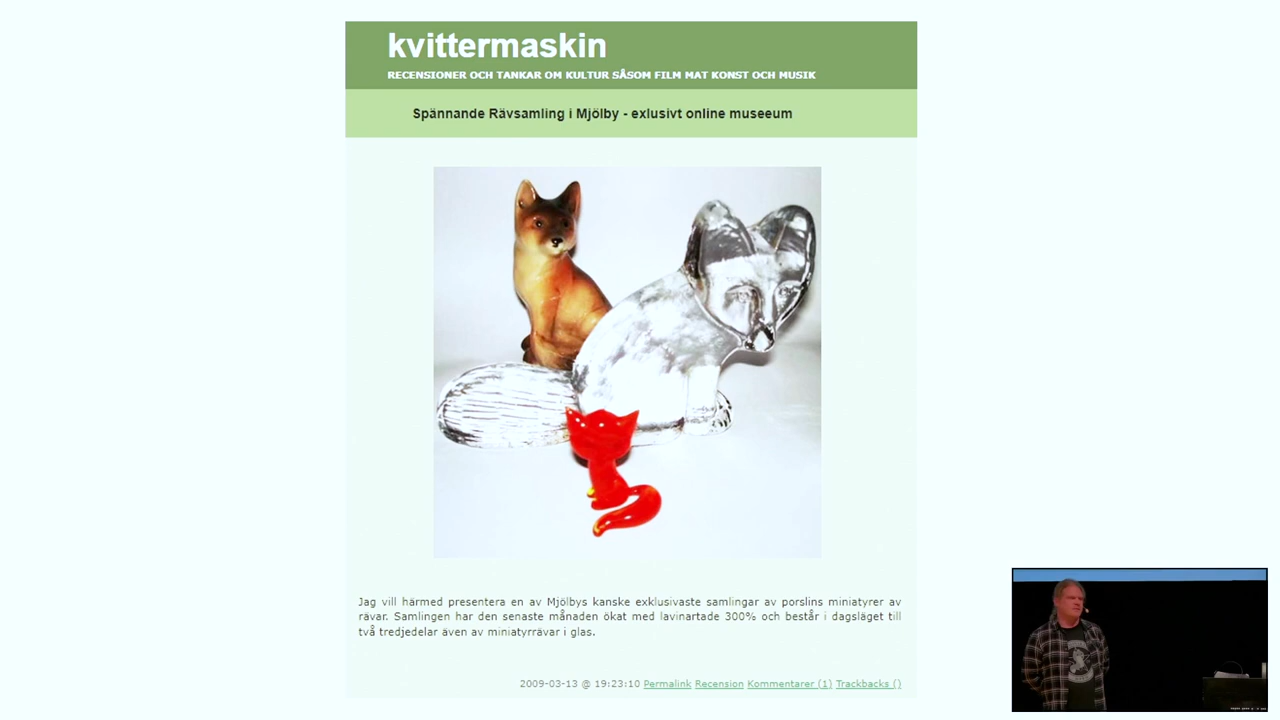 kvittermaskin
RECENSIONER OCH TANKAR OM KULTUR SÅSOM FILM MAT KONST OCH MUSIK
Spännande Rävsamling i Mjölby - exlusivt online museeum
Jag vill härmed presentera en av Mjölbys kanske exklusivaste samlingar av porslins miniatyrer av
rävar. Samlingen har den senaste månaden ökat med lavinartade 300% och består i dagsläget till
två tredjedelar även av miniatyrrävar i glas.
2009-03-13 @ 19:23:10 Permalink Recension Kommentarer (1) Trackbacks ()